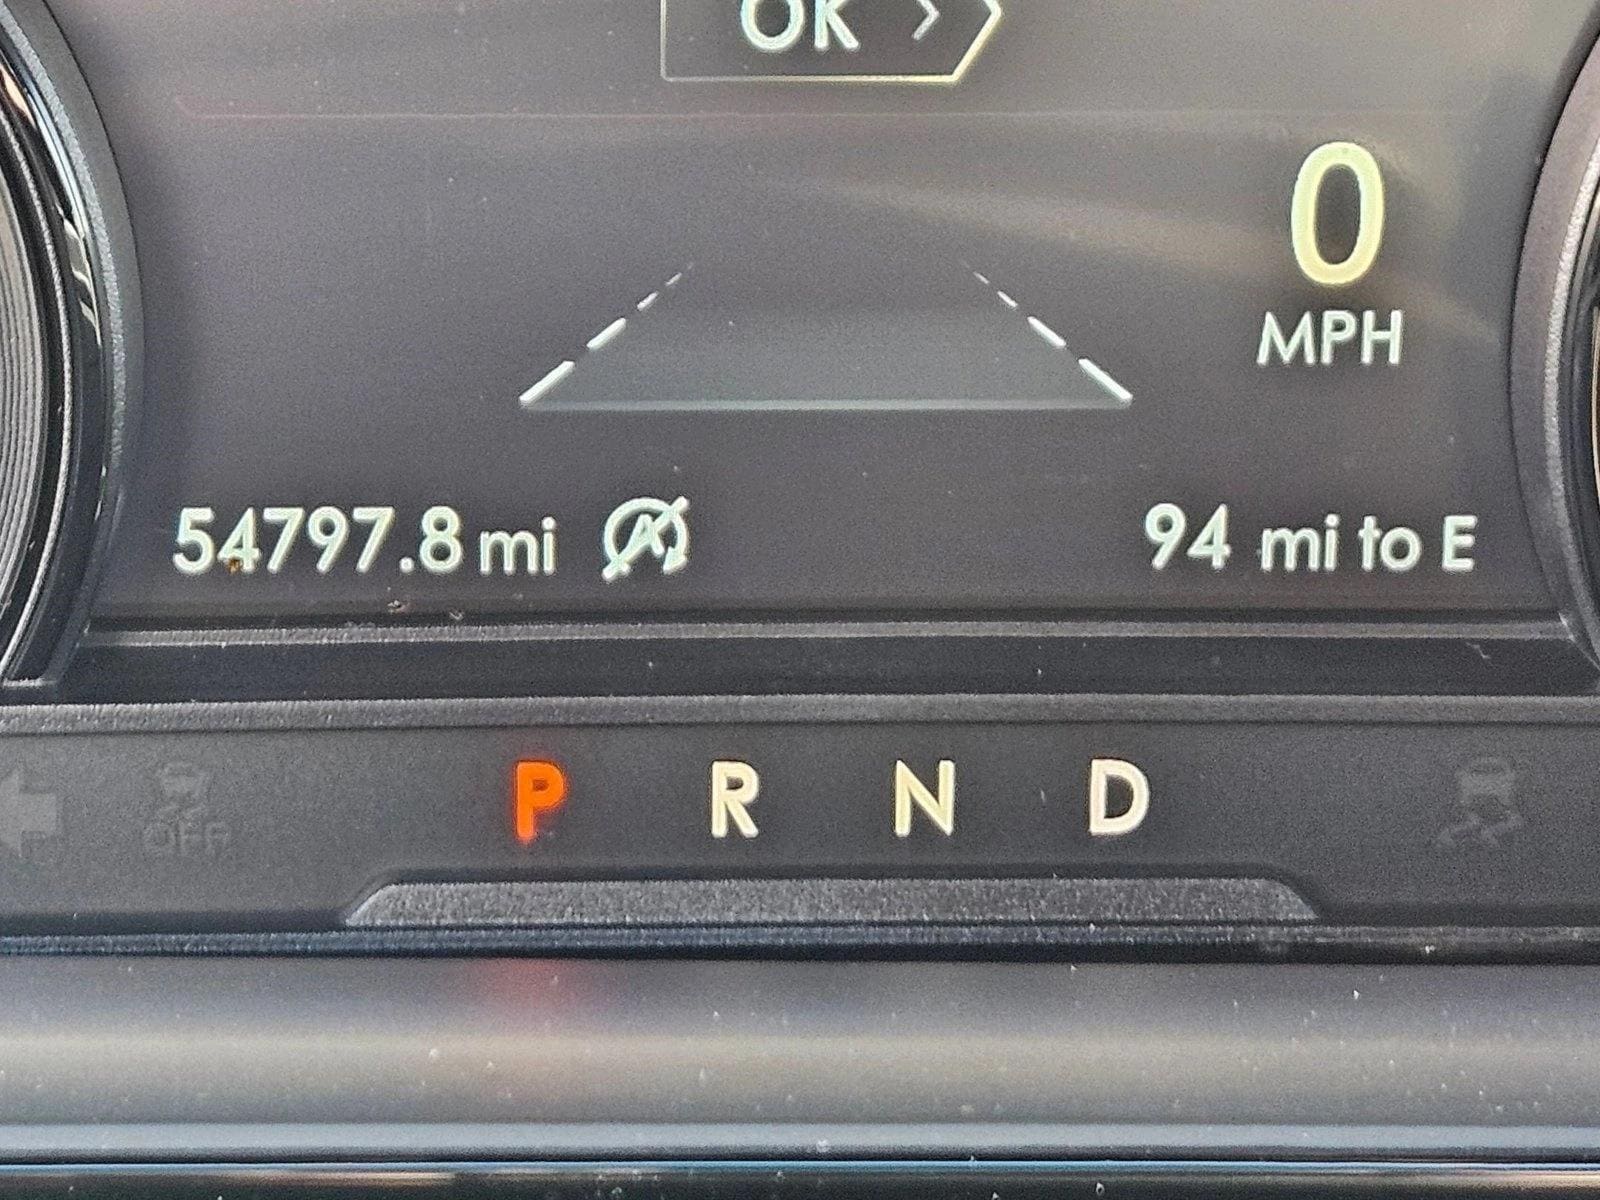 OK >
0
MPH
54797.8 mi
94 mi to E
P R N D
OFF